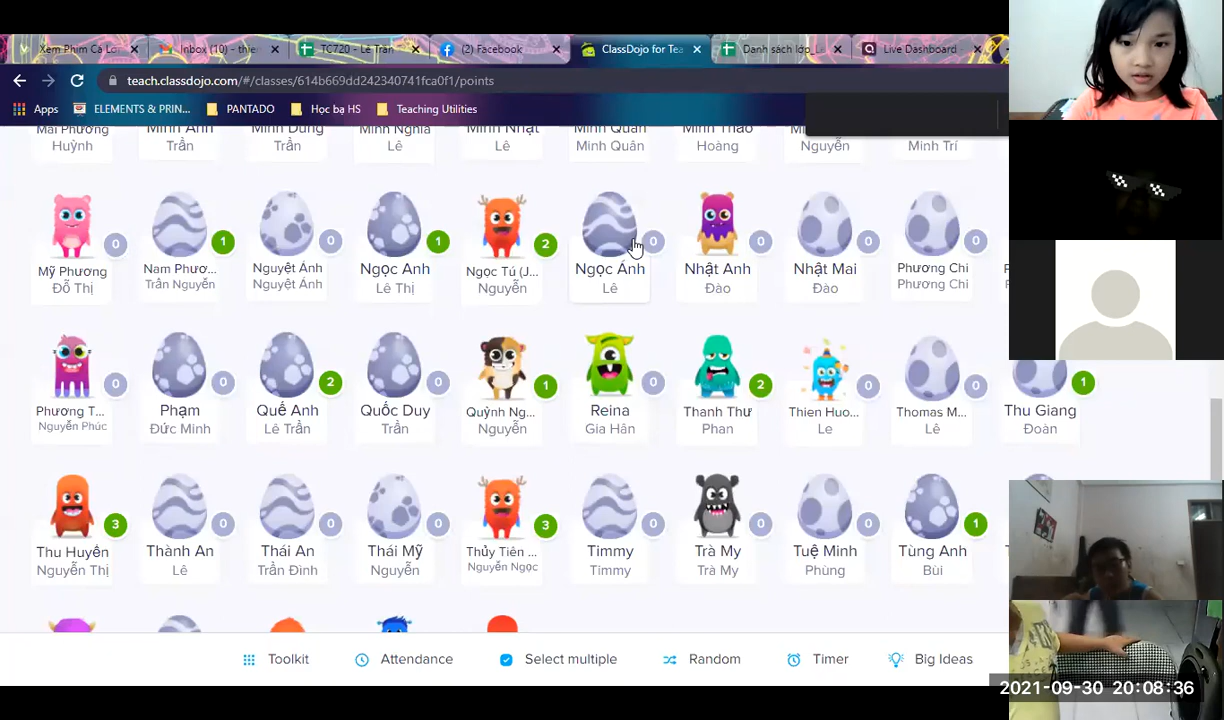 Xem Phim Cá Lo
Inbox (10) - thie
TC720 - Lê Trần
(2) Facebook
ClassDojo for Tea
Danh sách lớp_Le
Live Dashboard
teach.classdojo.com/#/classes/614b669dd242340741fca0f1/points
Apps ELEMENTS & PRIN... PANTADO Học bạ HS Teaching Utilities
Mai Phương Minh Anh Minh Dũng Minh Nghĩa Minh Nhật Minh Quân Minh Thảo
Huỳnh Trần Trần Lê Lê Minh Quân Hoàng Nguyễn Minh Trí
0 1 0 1 2 0 0 0 0
Mỹ Phương Nam Phươ... Nguyệt Ánh Ngọc Anh Ngọc Tú (J... Ngọc Ánh Nhật Anh Nhật Mai Phương Chi
Đỗ Thị Trần Nguyễn Nguyệt Ánh Lê Thị Nguyễn Lê Đào Đào Phương Chi
0 0 2 0 1 0 2 0 0 1
Phương T... Phạm Quế Anh Quốc Duy Quỳnh Ng... Reina Thanh Thư Thien Huo... Thomas M... Thu Giang
Nguyễn Phúc Đức Minh Lê Trần Trần Nguyễn Gia Hân Phan Le Lê Đoàn
3 0 0 0 3 0 0 0 1
Thu Huyền Thành An Thái An Thái Mỹ Thủy Tiên ... Timmy Trà My Tuệ Minh Tùng Anh
Nguyễn Thị Lê Trần Đình Nguyễn Nguyễn Ngọc Timmy Trà My Phùng Bùi
Toolkit Attendance Select multiple Random Timer Big Ideas
2021-09-30 20:08:36